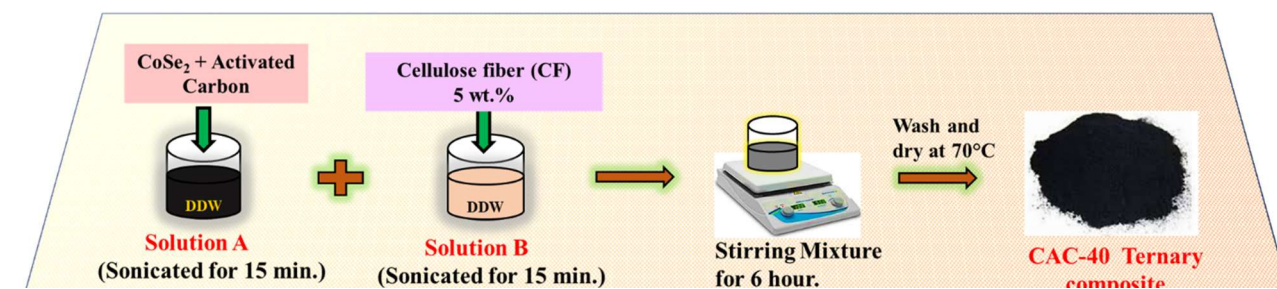 CoSe₂ + Activated
Carbon
Cellulose fiber (CF)
5 wt.%
DDW
DDW
Solution A
(Sonicated for 15 min.)
Solution B
(Sonicated for 15 min.)
Stirring Mixture
for 6 hour.
Wash and
dry at 70°C
CAC-40 Ternary
composite